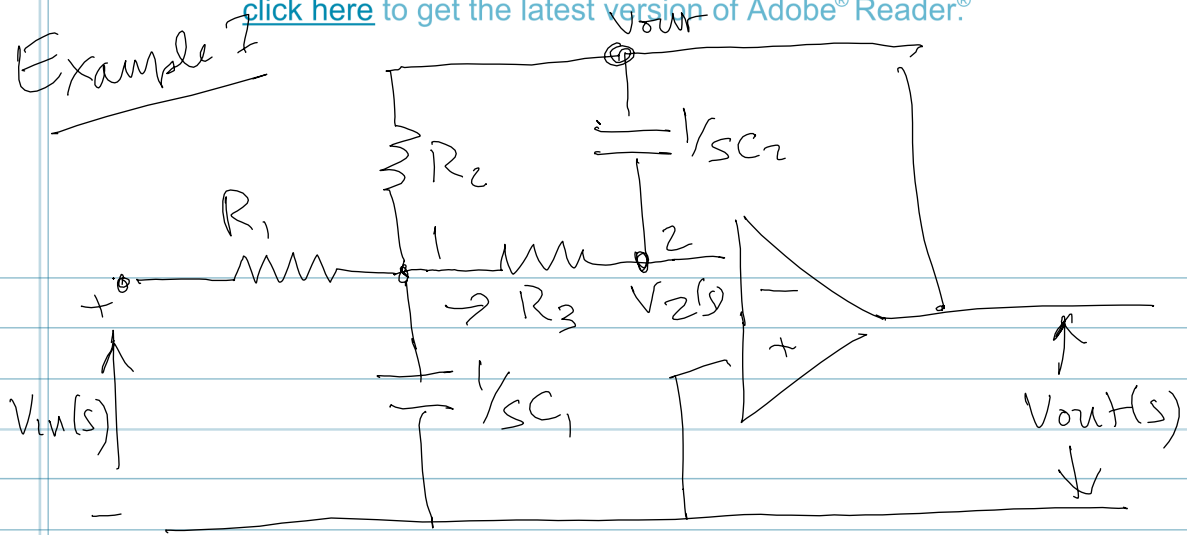 click here to get the latest version of Adobe® Reader.®
Vour
Example I
1/sC2
R2
R1
1
2
→ R3
V2(s)
−
+
+
1/sC1
Vin(s)
Vout(s)
−